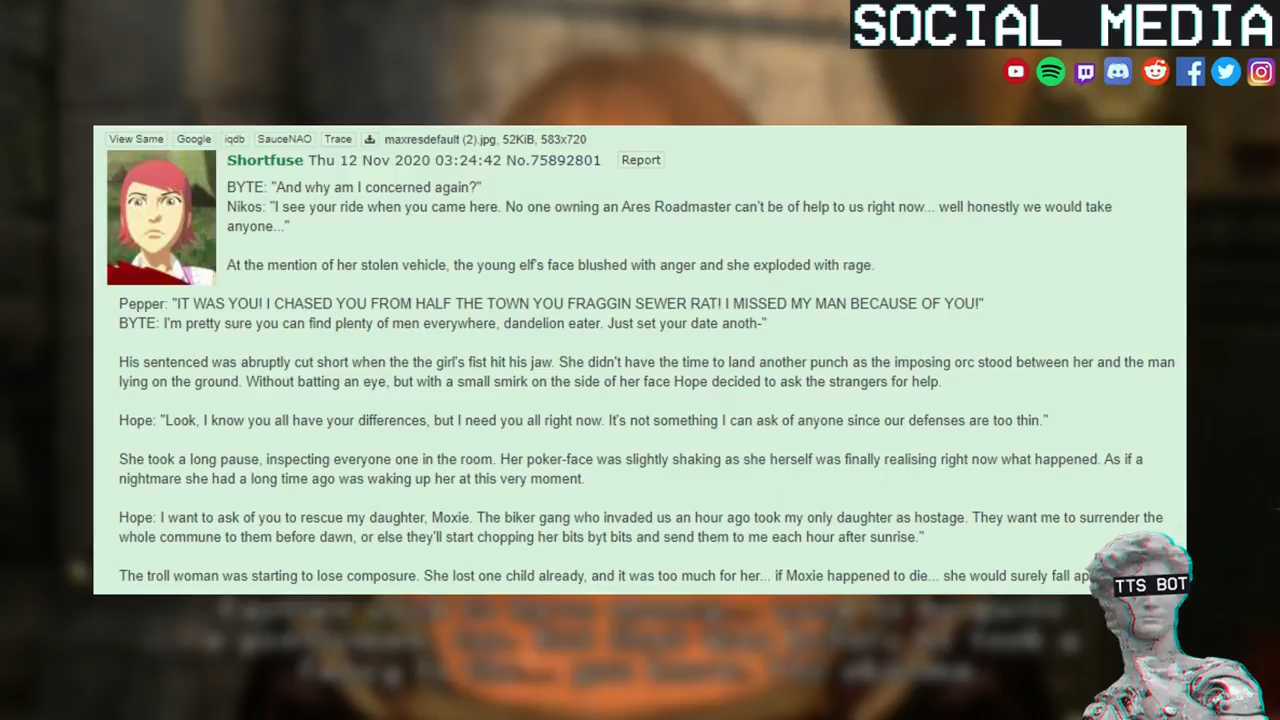 SOCIAL MEDIA
View Same Google iqdb SauceNAO Trace maxresdefault (2).jpg, 52KiB, 583x720
Shortfuse Thu 12 Nov 2020 03:24:42 No.75892801 Report
BYTE: "And why am I concerned again?"
Nikos: "I see your ride when you came here. No one owning an Ares Roadmaster can't be of help to us right now... well honestly we would take
anyone..."
At the mention of her stolen vehicle, the young elf's face blushed with anger and she exploded with rage.
Pepper: "IT WAS YOU! I CHASED YOU FROM HALF THE TOWN YOU FRAGGIN SEWER RAT! I MISSED MY MAN BECAUSE OF YOU!"
BYTE: I'm pretty sure you can find plenty of men everywhere, dandelion eater. Just set your date anoth-"
His sentenced was abruptly cut short when the the girl's fist hit his jaw. She didn't have the time to land another punch as the imposing orc stood between her and the man
lying on the ground. Without batting an eye, but with a small smirk on the side of her face Hope decided to ask the strangers for help.
Hope: "Look, I know you all have your differences, but I need you all right now. It's not something I can ask of anyone since our defenses are too thin."
She took a long pause, inspecting everyone one in the room. Her poker-face was slightly shaking as she herself was finally realising right now what happened. As if a
nightmare she had a long time ago was waking up her at this very moment.
Hope: I want to ask of you to rescue my daughter, Moxie. The biker gang who invaded us an hour ago took my only daughter as hostage. They want me to surrender the
whole commune to them before dawn, or else they'll start chopping her bits byt bits and send them to me each hour after sunrise."
The troll woman was starting to lose composure. She lost one child already, and it was too much for her... if Moxie happened to die... she would surely fall
TTS BOT